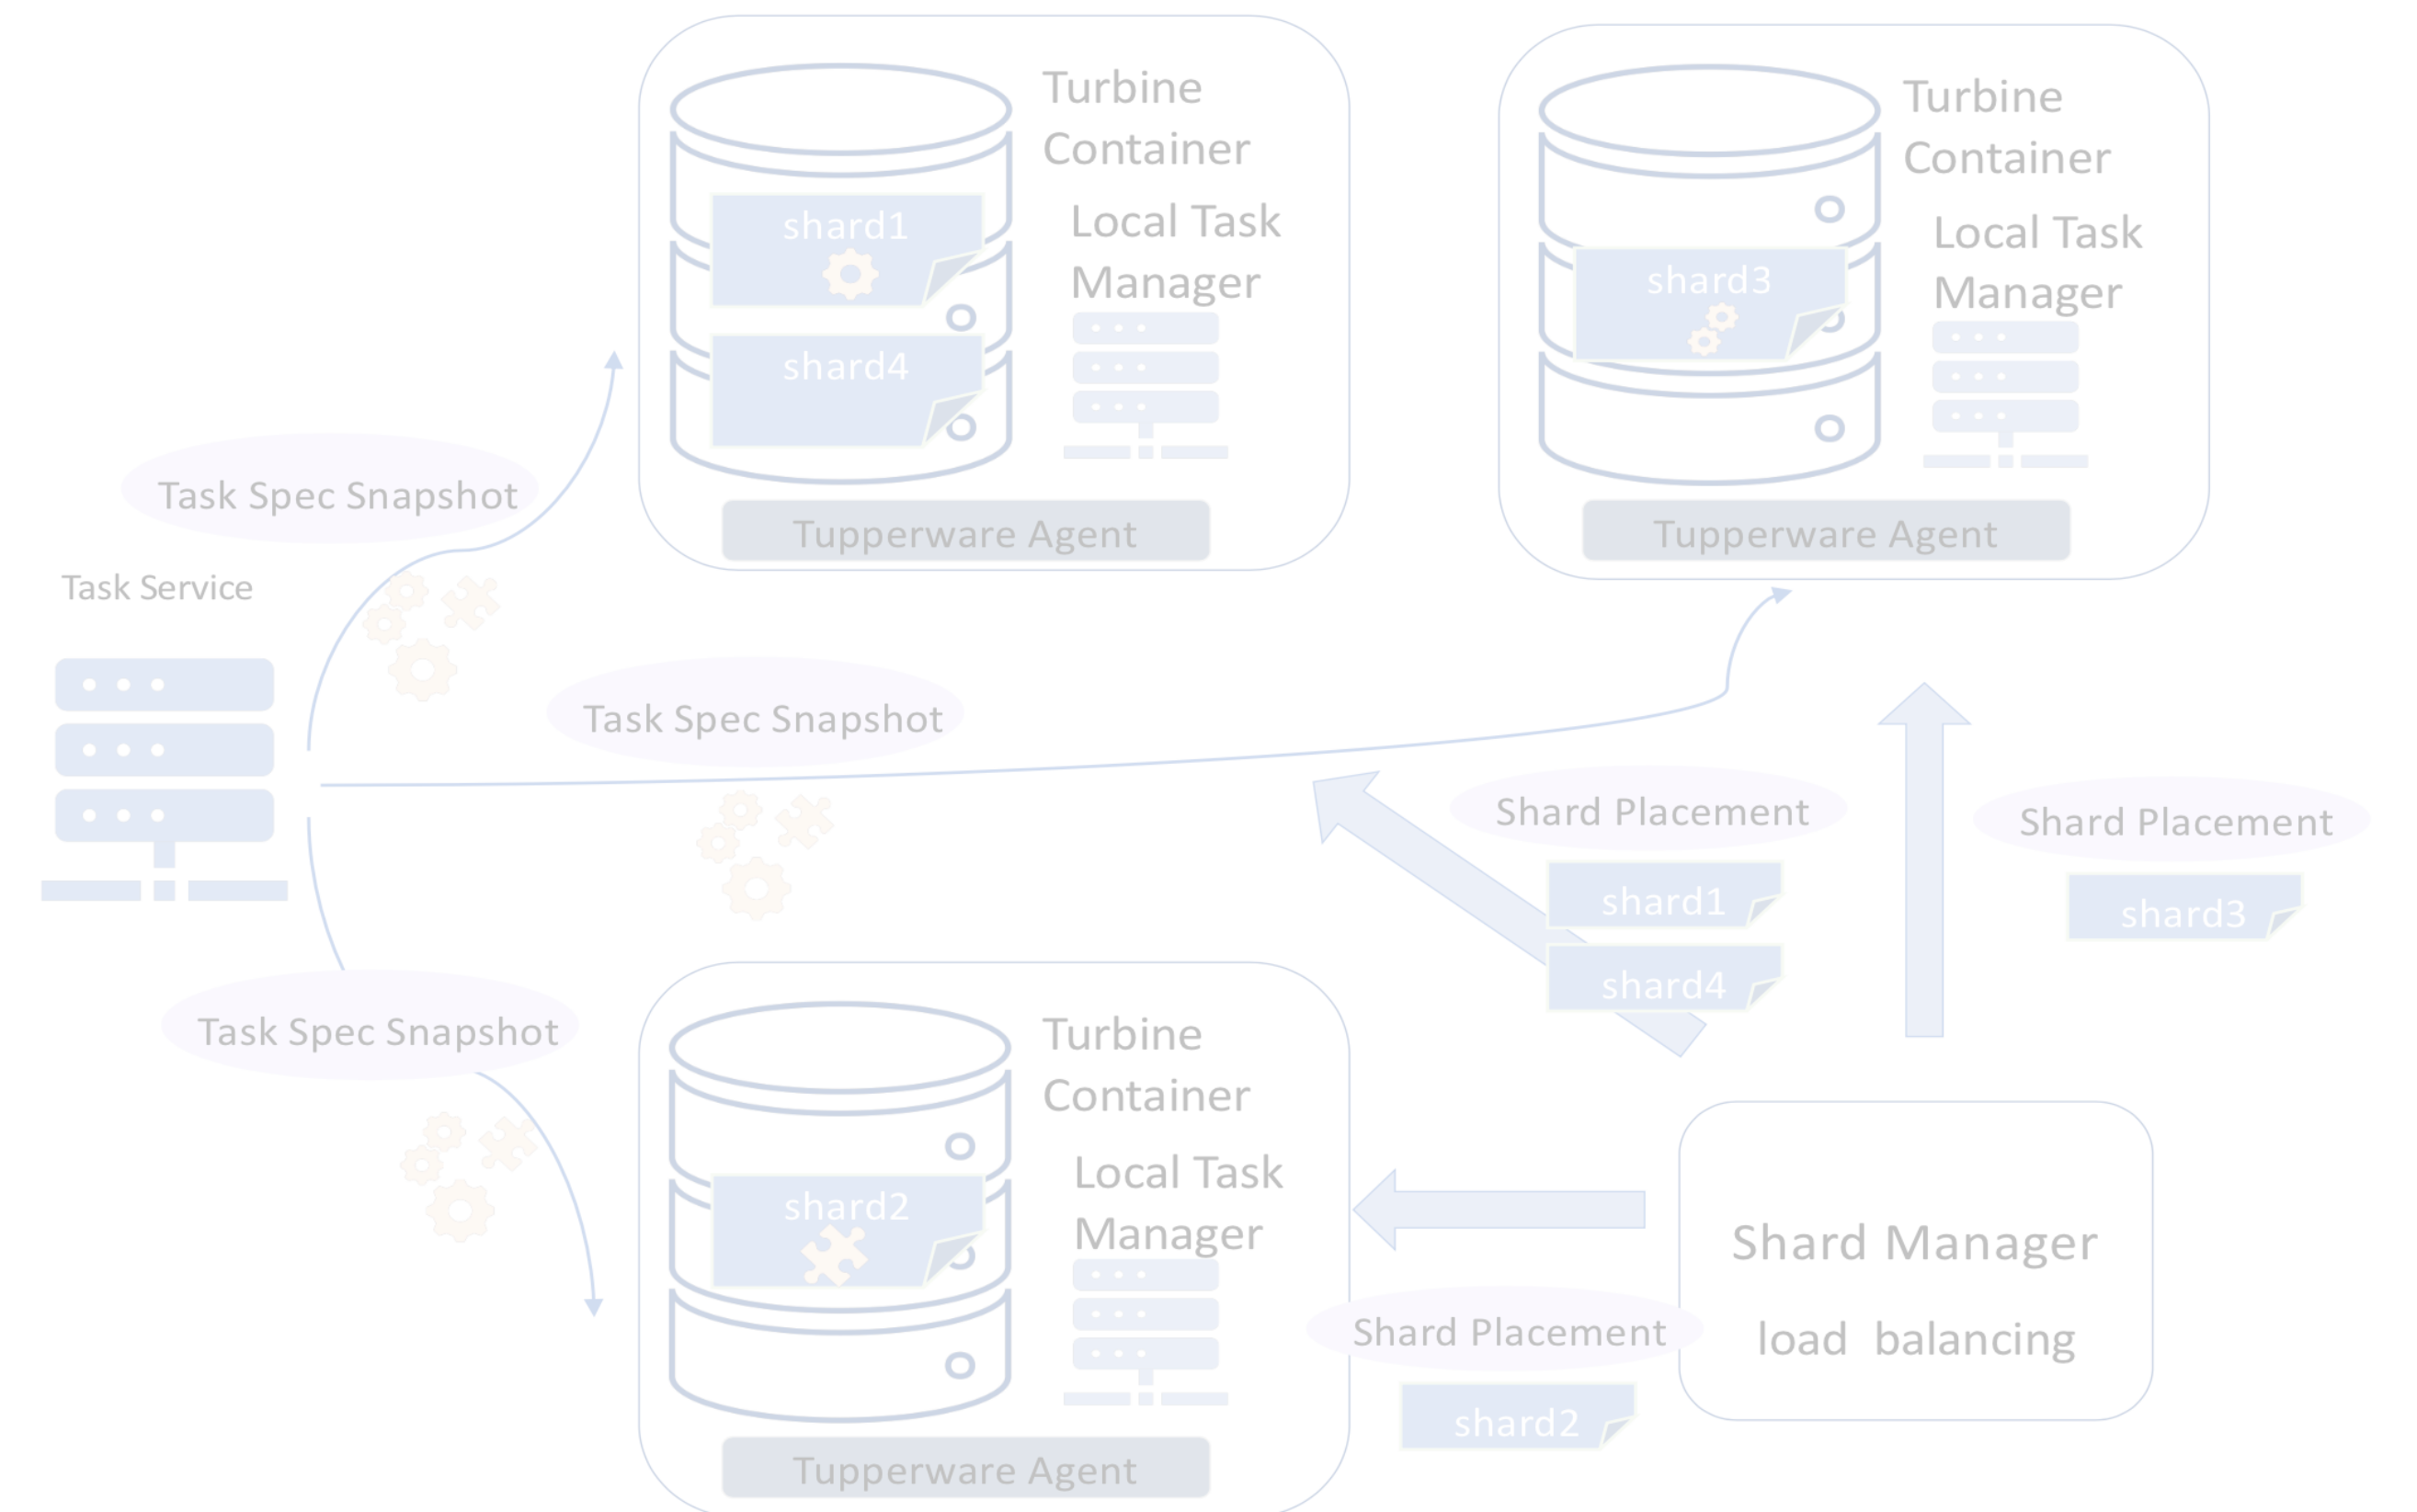 Turbine
Container
Local Task
Manager
shard1
shard4
Tupperware Agent
Turbine
Container
Local Task
Manager
shard3
Tupperware Agent
Task Spec Snapshot
Task Service
Task Spec Snapshot
Task Spec Snapshot
Shard Placement
shard1
shard4
Shard Placement
shard3
Turbine
Container
Local Task
Manager
shard2
Tupperware Agent
Shard Placement
shard2
Shard Manager
load balancing